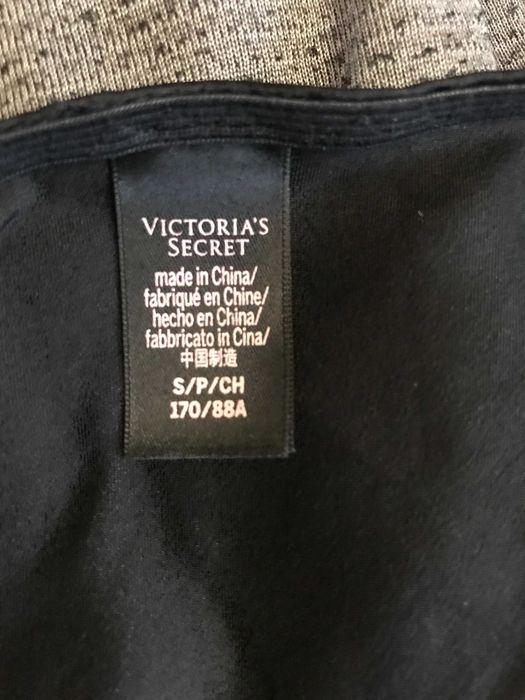 VICTORIA'S
SECRET
made in China/
fabriqué en Chine/
hecho en China/
fabbricato in Cina/
中国制造
S/P/CH
170/88A